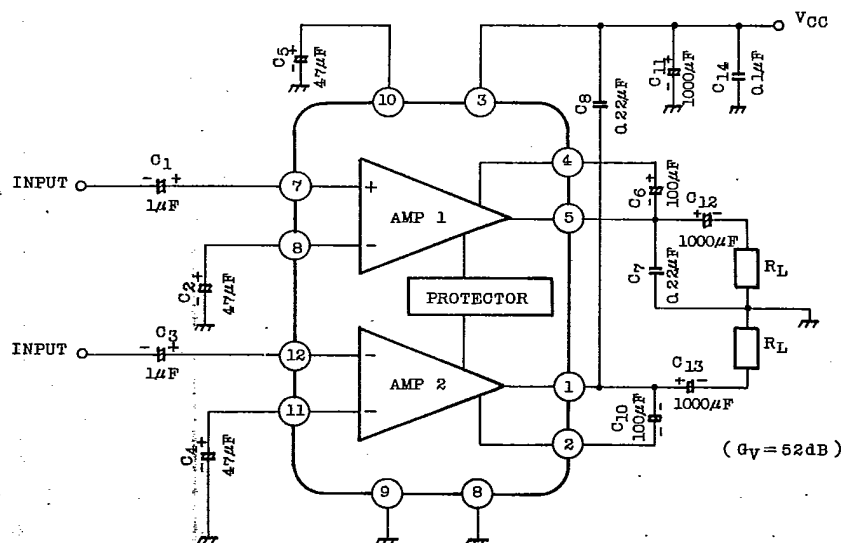 VCC
C5
47μF
+
-
10
3
C8
0.22μF
C11
1000μF
+
-
C14
0.1μF
INPUT
C1
- +
1μF
7
+
AMP 1
4
5
C6
100μF
+
-
C12
+ -
1000μF
8
-
C2
47μF
+
-
C7
0.22μF
RL
PROTECTOR
INPUT
C3
- +
1μF
12
-
AMP 2
1
C13
+ -
1000μF
RL
11
-
C4
47μF
+
-
C10
100μF
-
-
2
(GV=52dB)
9
8